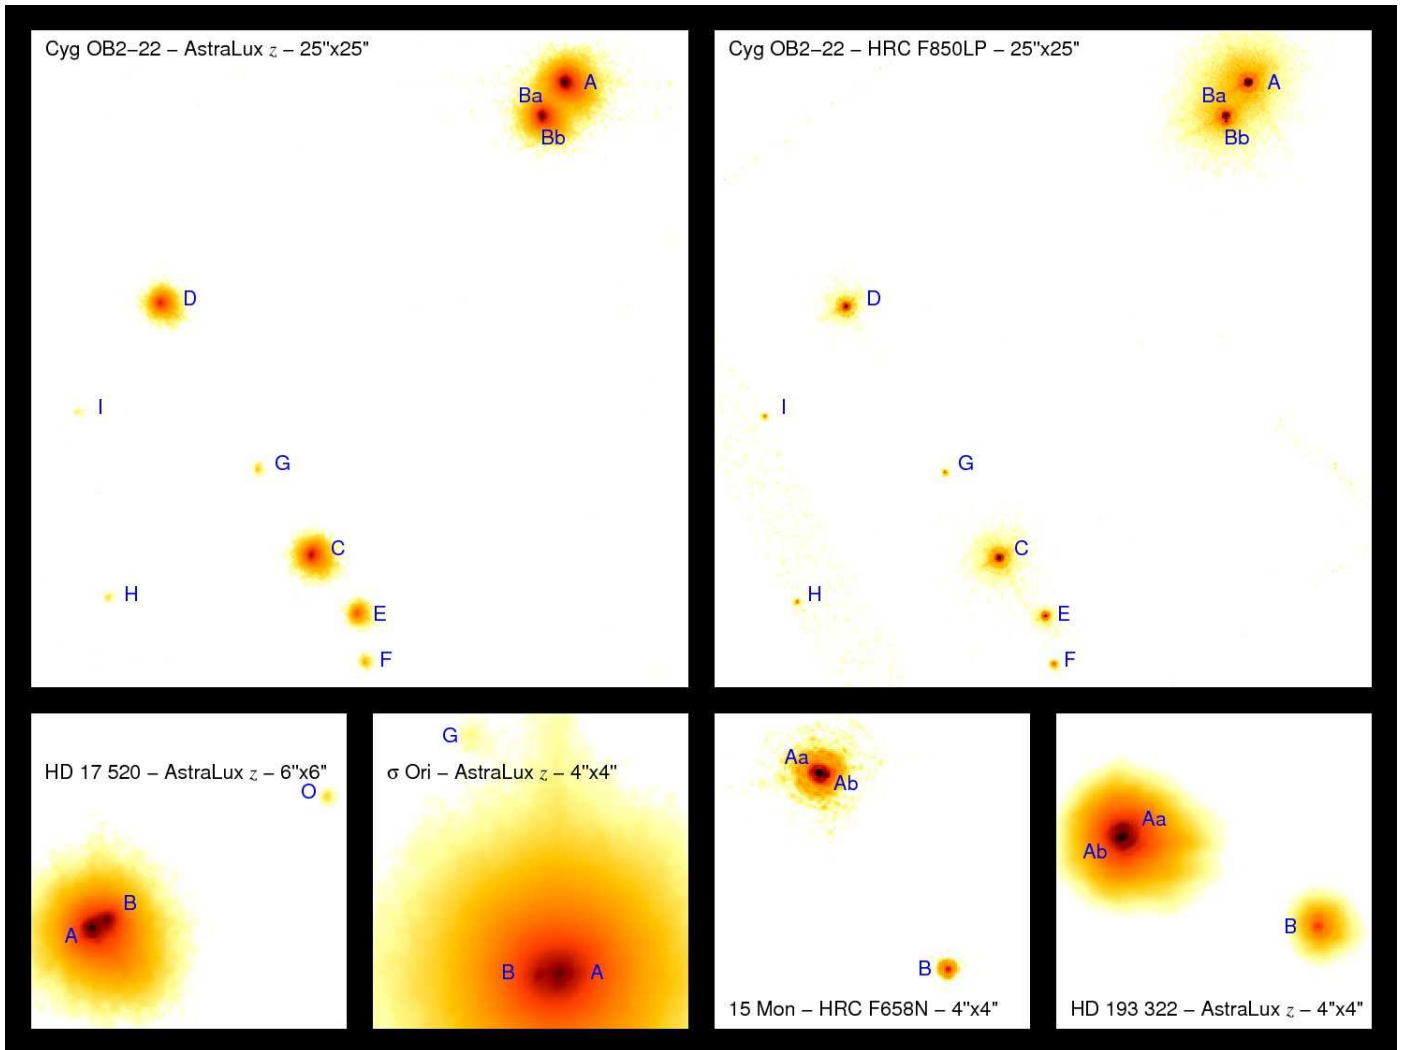 Cyg OB2−22 − AstraLux z − 25"x25"
A
Ba
Bb
D
I
G
C
H
E
F
Cyg OB2−22 − HRC F850LP − 25"x25"
A
Ba
Bb
D
I
G
C
H
E
F
HD 17 520 − AstraLux z − 6"x6"
O
B
A
G
σ Ori − AstraLux z − 4"x4"
B A
Aa
Ab
B
15 Mon − HRC F658N − 4"x4"
Aa
Ab
B
HD 193 322 − AstraLux z − 4"x4"